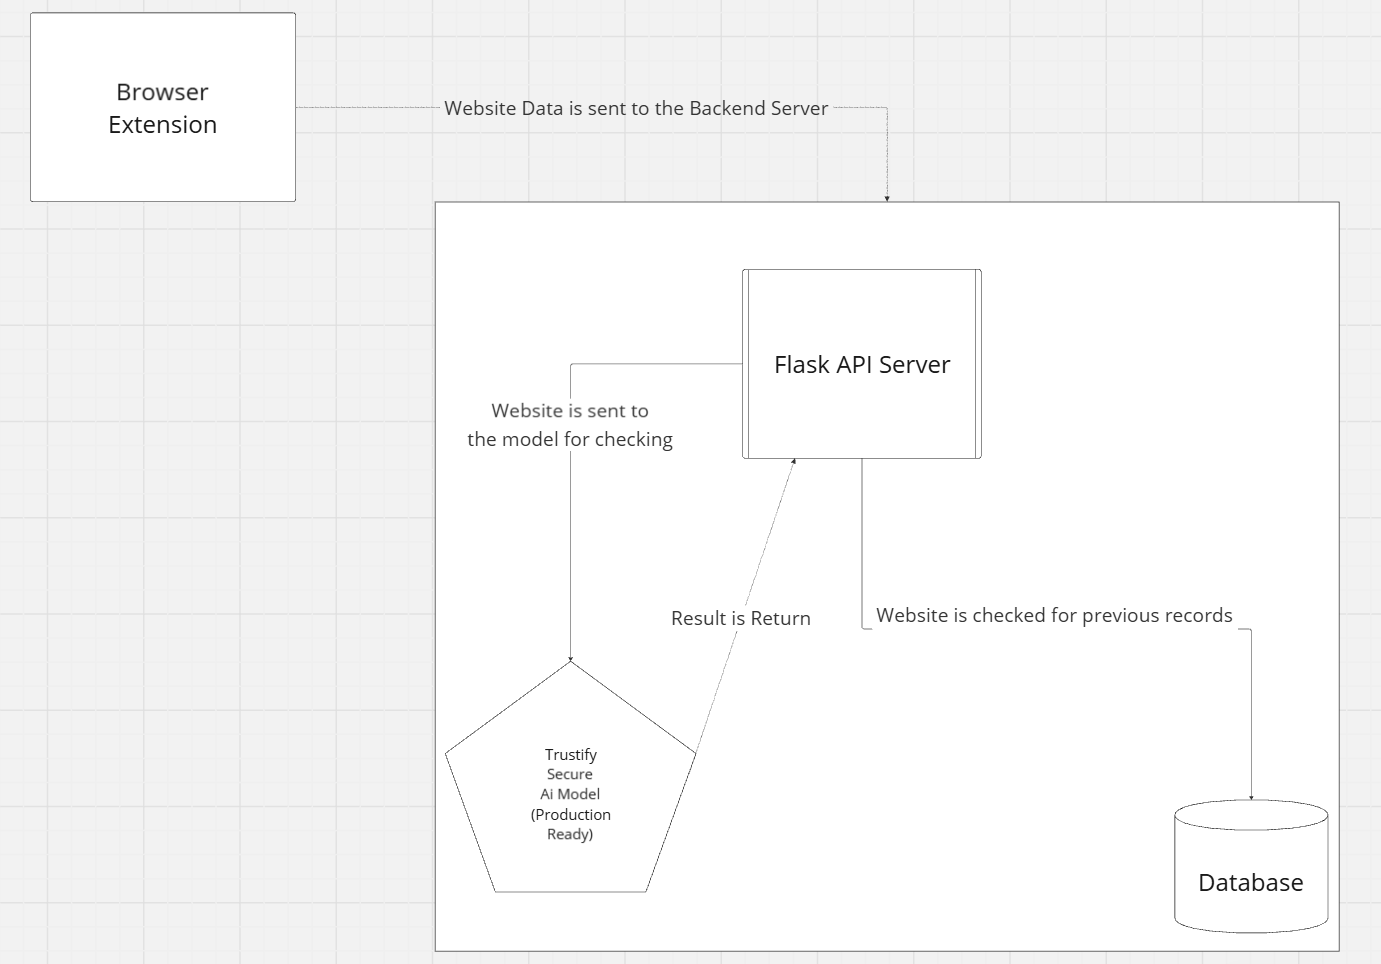 Browser
Extension
Website Data is sent to the Backend Server
Flask API Server
Website is sent to
the model for checking
Result is Return
Website is checked for previous records
Trustify
Secure
Ai Model
(Production
Ready)
Database